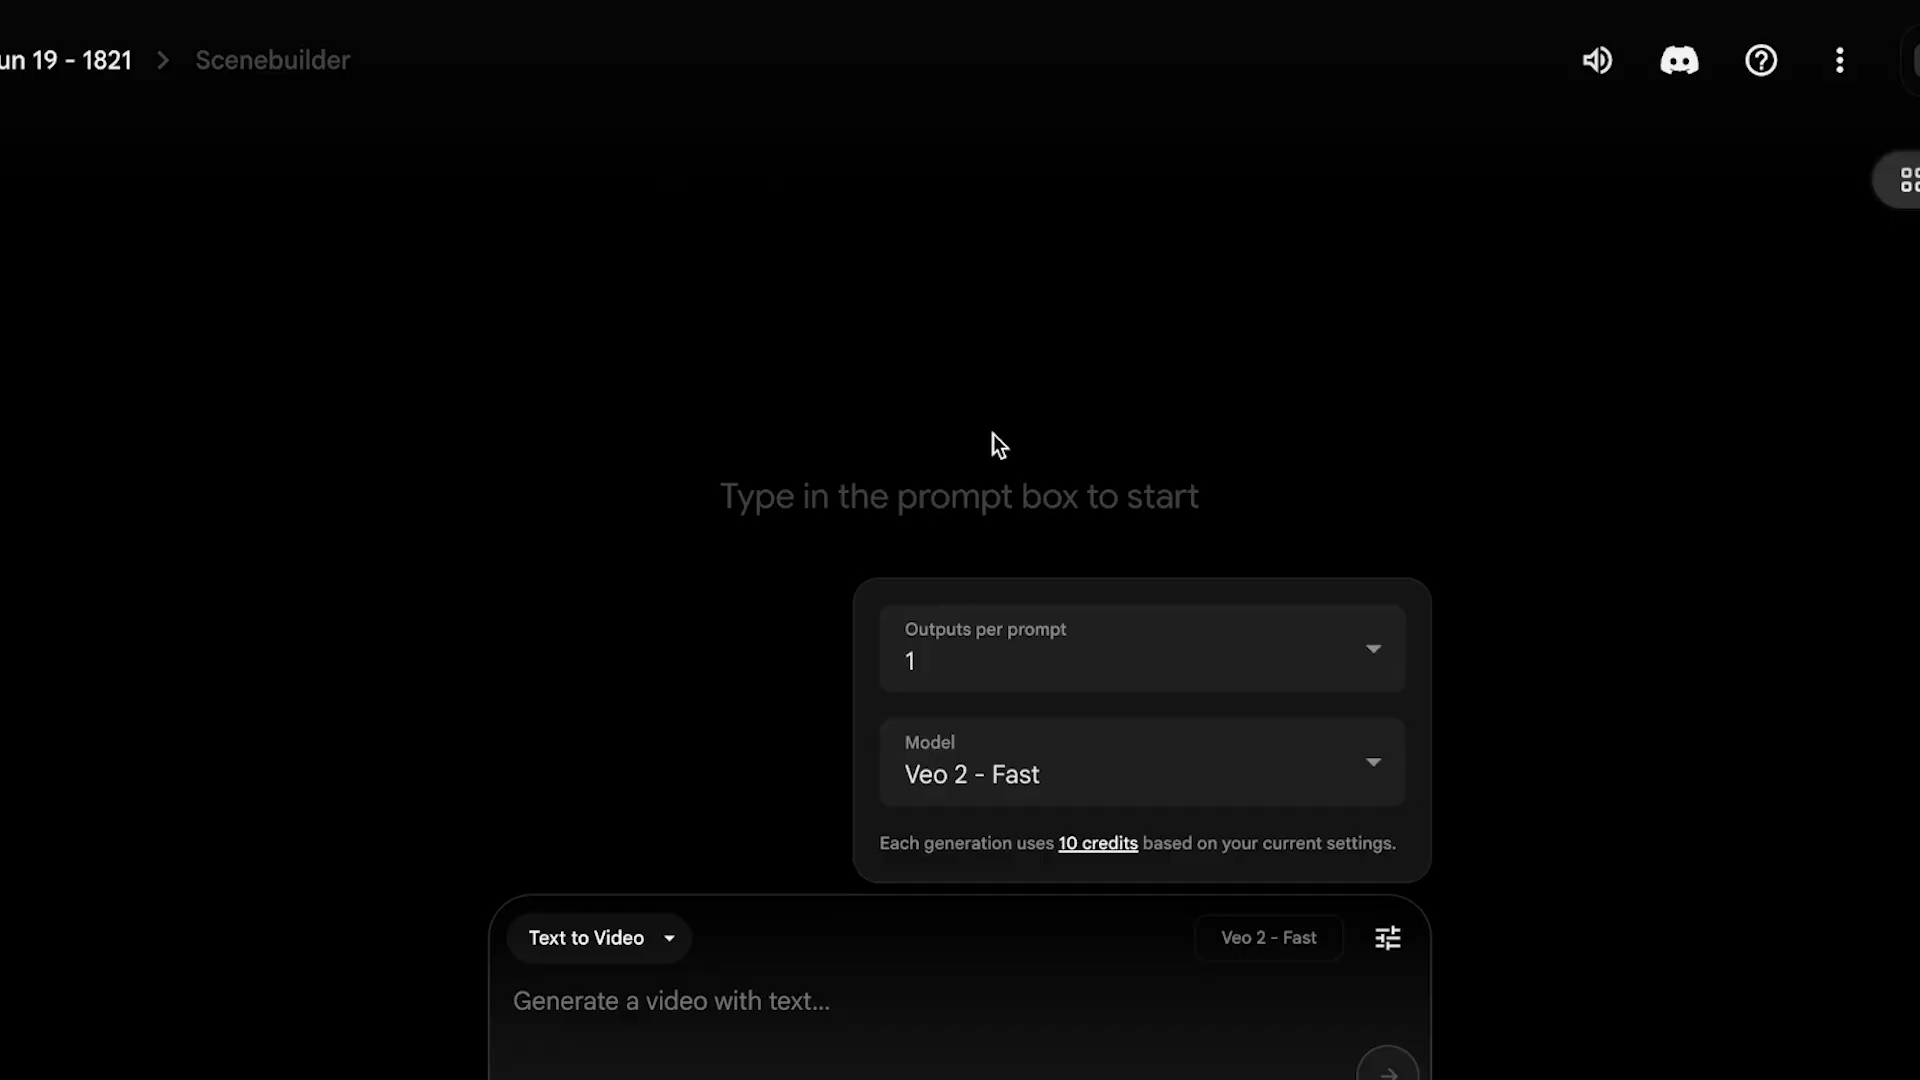 un 19 - 1821 > Scenebuilder
Type in the prompt box to start
Outputs per prompt
1
Model
Veo 2 - Fast
Each generation uses 10 credits based on your current settings.
Text to Video
Veo 2 - Fast
Generate a video with text...